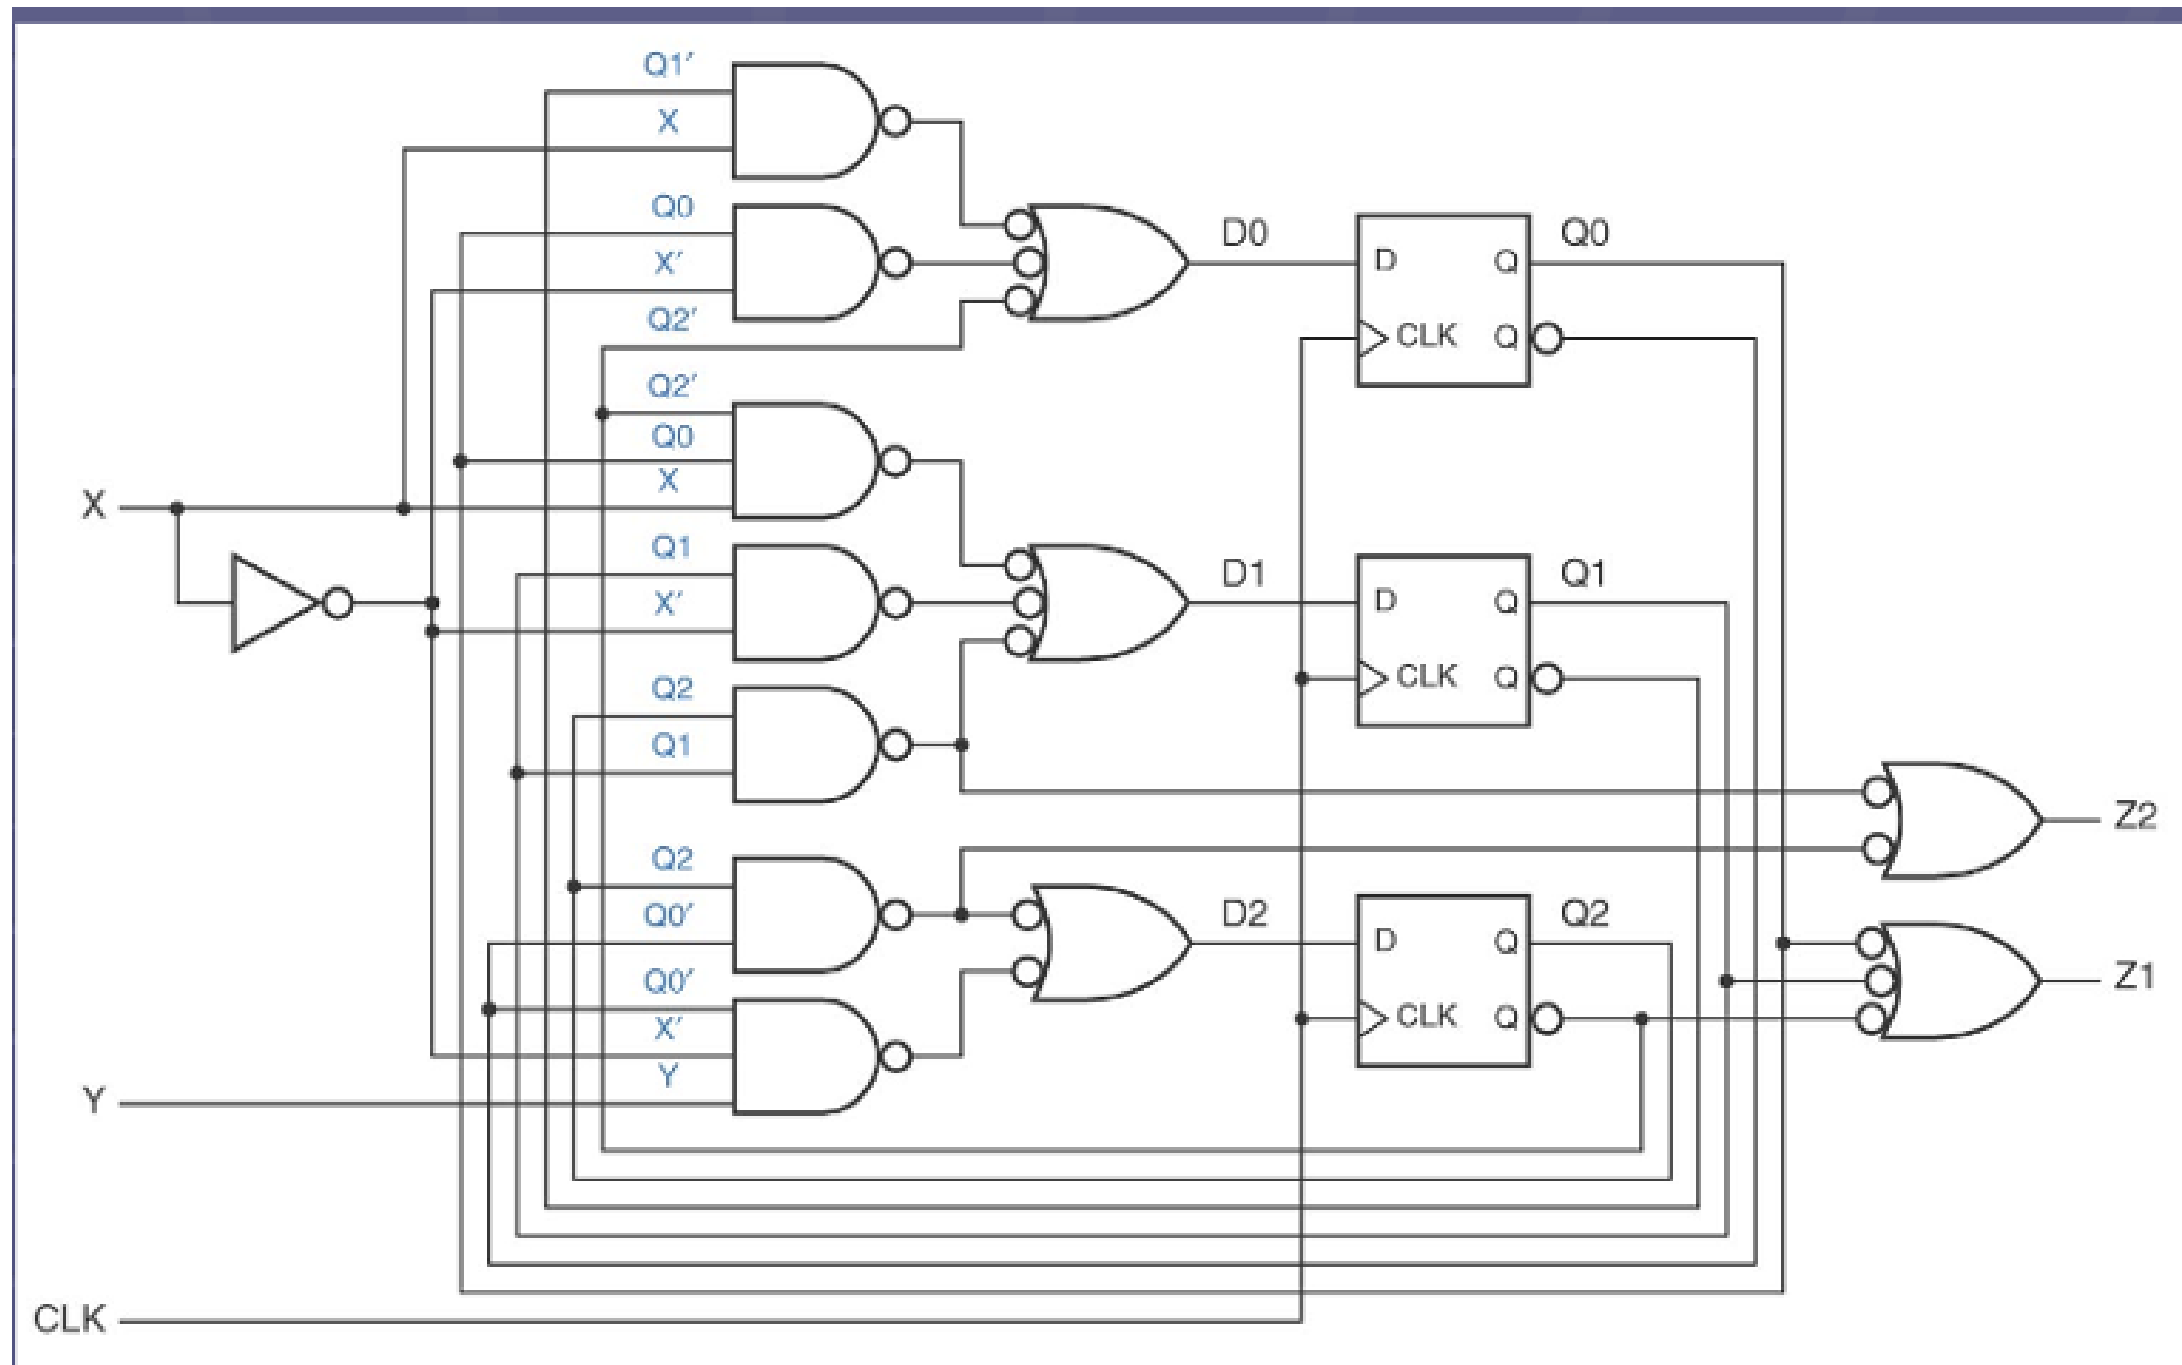 Q1′
X
Q0
X′
Q2′
D0
D
Q
Q0
CLK
Q
Q2′
Q0
X
X
Q1
X′
D1
D
Q
Q1
CLK
Q
Q2
Q1
Z2
Q2
Q0′
D2
D
Q
Q2
CLK
Q
Z1
Q0′
X′
Y
Y
CLK